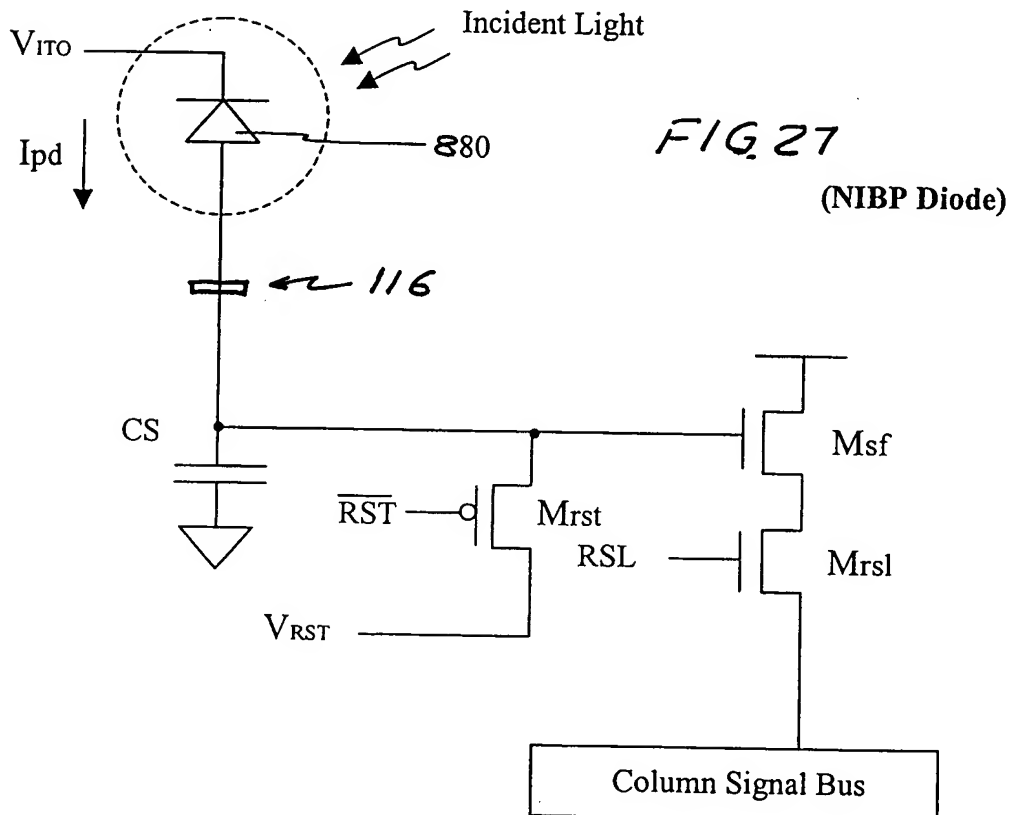 VITO
Incident Light
Ipd
880
FIG. 27
(NIBP Diode)
116
CS
Msf
RST
Mrst
RSL
Mrsl
VRST
Column Signal Bus